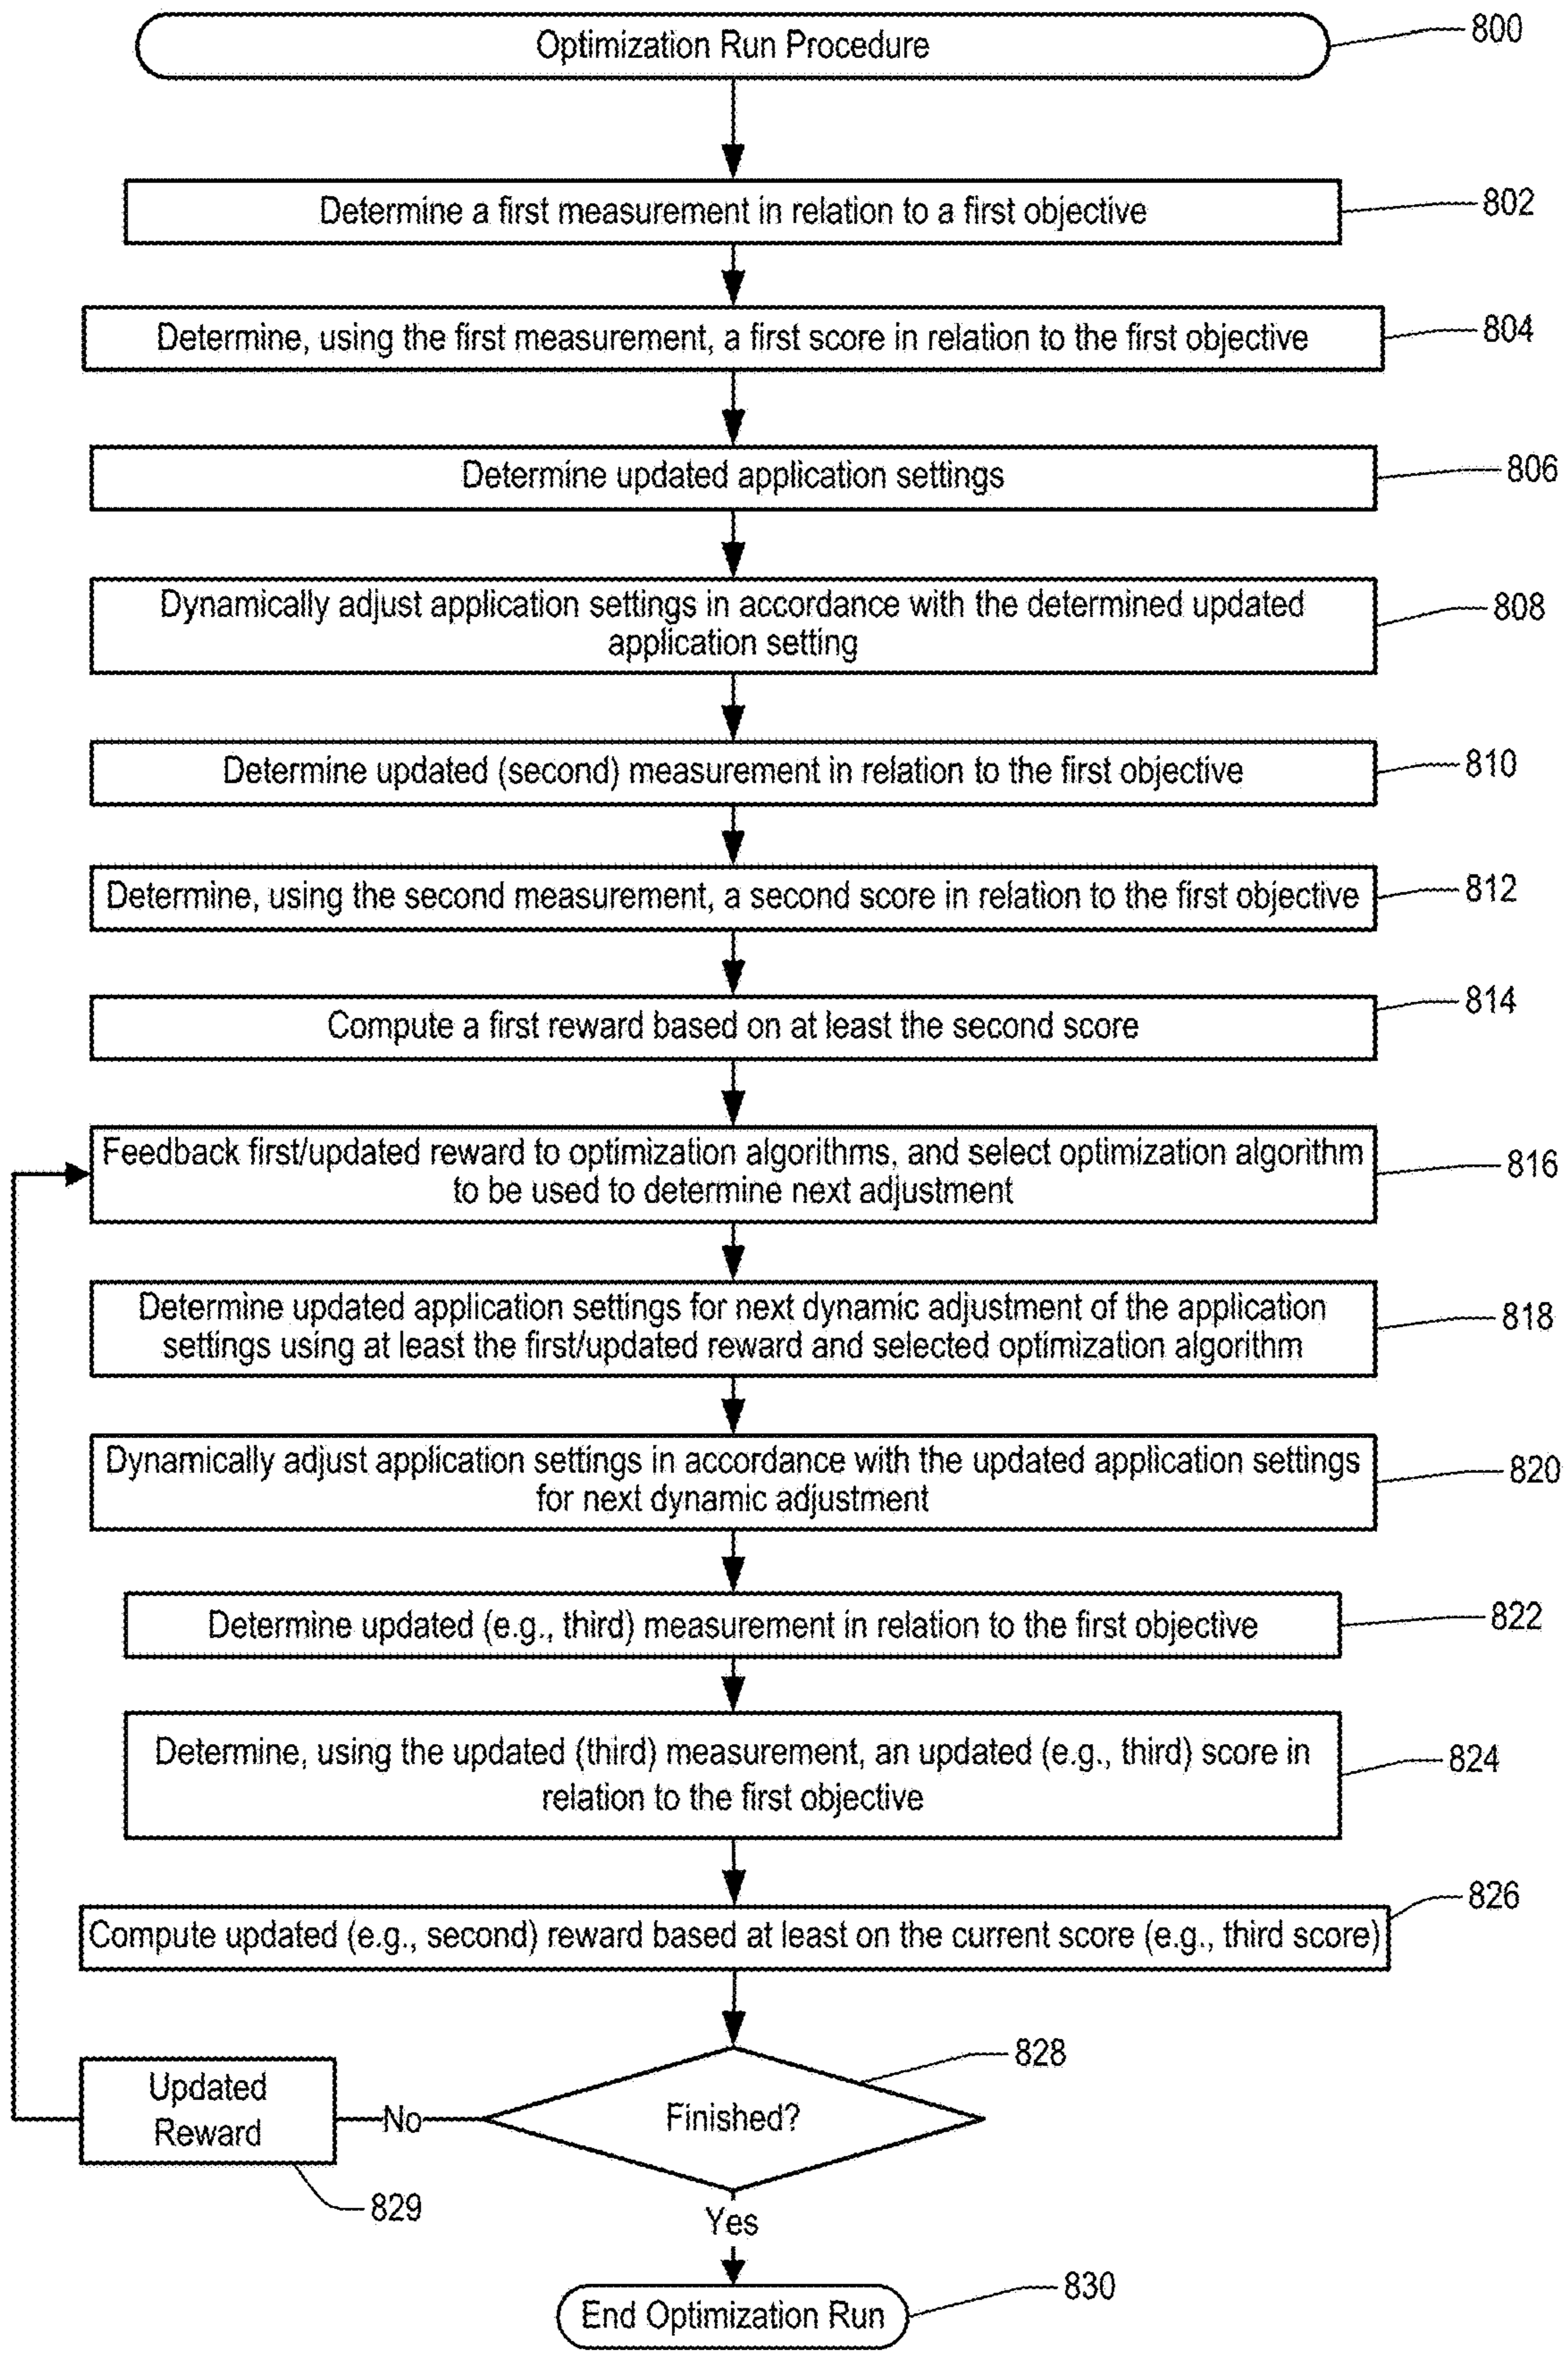 Optimization Run Procedure
800
Determine a first measurement in relation to a first objective
802
Determine, using the first measurement, a first score in relation to the first objective
804
Determine updated application settings
806
Dynamically adjust application settings in accordance with the determined updated
application setting
808
Determine updated (second) measurement in relation to the first objective
810
Determine, using the second measurement, a second score in relation to the first objective
812
Compute a first reward based on at least the second score
814
Feedback first/updated reward to optimization algorithms, and select optimization algorithm
to be used to determine next adjustment
816
Determine updated application settings for next dynamic adjustment of the application
settings using at least the first/updated reward and selected optimization algorithm
818
Dynamically adjust application settings in accordance with the updated application settings
for next dynamic adjustment
820
Determine updated (e.g., third) measurement in relation to the first objective
822
Determine, using the updated (third) measurement, an updated (e.g., third) score in
relation to the first objective
824
Compute updated (e.g., second) reward based at least on the current score (e.g., third score)
826
Finished?
828
No
Updated
Reward
829
Yes
End Optimization Run
830